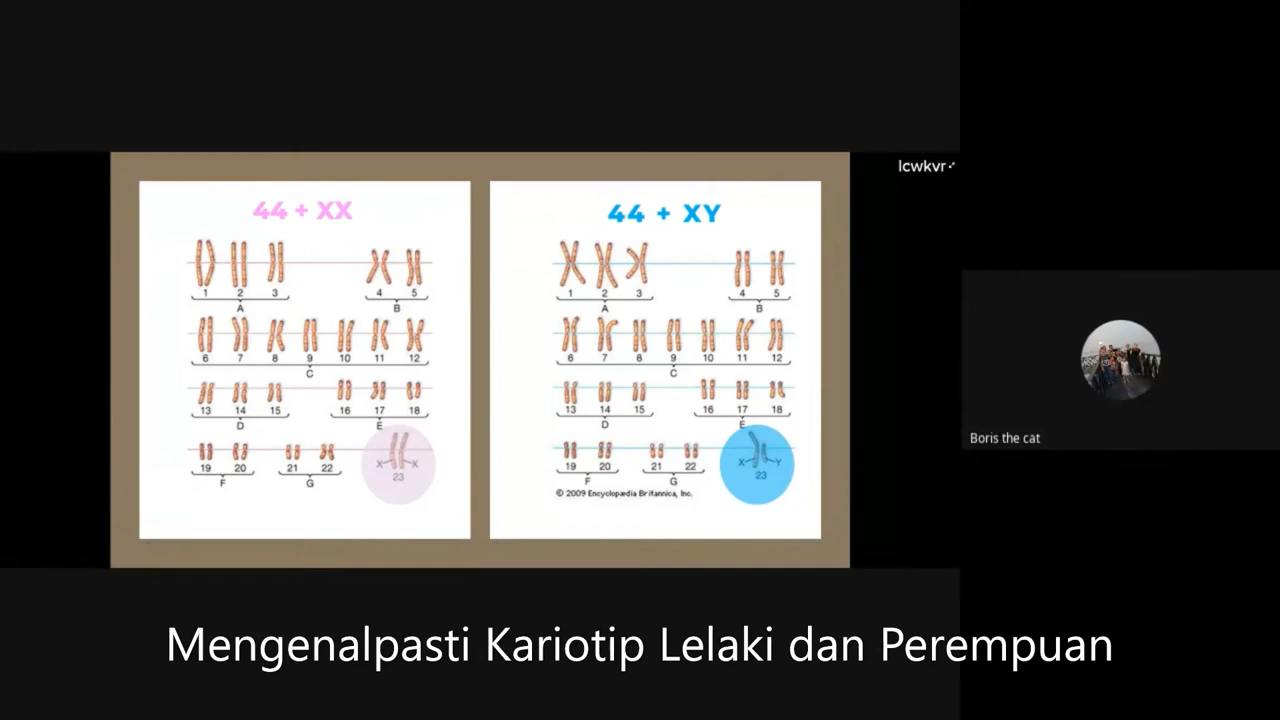 lcwkvr
44 + XX
1 2 3 4 5
A B
6 7 8 9 10 11 12
C
13 14 15 16 17 18
D E
X X
19 20 21 22 23
F G
44 + XY
1 2 3 4 5
A B
6 7 8 9 10 11 12
C
13 14 15 16 17 18
D E
X Y
19 20 21 22 23
F G
© 2009 Encyclopædia Britannica, Inc.
Boris the cat
Mengenalpasti Kariotip Lelaki dan Perempuan